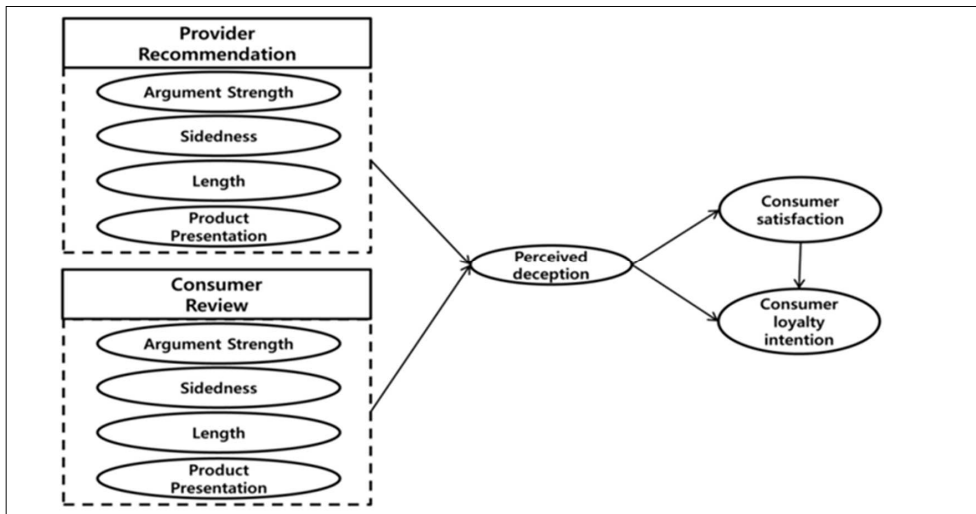 Provider
Recommendation
Argument Strength
Sidedness
Length
Product
Presentation
Consumer
Review
Argument Strength
Sidedness
Length
Product
Presentation
Perceived
deception
Consumer
satisfaction
Consumer
loyalty
intention